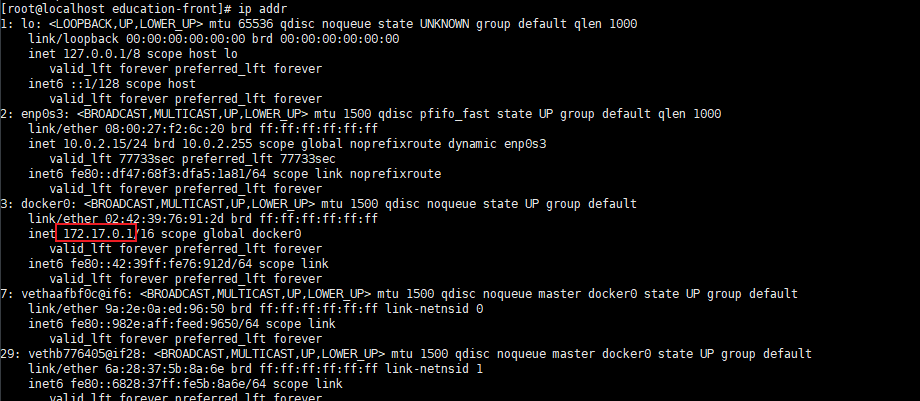 [root@localhost education-front]# ip addr
1: lo: <LOOPBACK,UP,LOWER_UP> mtu 65536 qdisc noqueue state UNKNOWN group default qlen 1000
    link/loopback 00:00:00:00:00:00 brd 00:00:00:00:00:00
    inet 127.0.0.1/8 scope host lo
       valid_lft forever preferred_lft forever
    inet6 ::1/128 scope host
       valid_lft forever preferred_lft forever
2: enp0s3: <BROADCAST,MULTICAST,UP,LOWER_UP> mtu 1500 qdisc pfifo_fast state UP group default qlen 1000
    link/ether 08:00:27:f2:6c:20 brd ff:ff:ff:ff:ff:ff
    inet 10.0.2.15/24 brd 10.0.2.255 scope global noprefixroute dynamic enp0s3
       valid_lft 77733sec preferred_lft 77733sec
    inet6 fe80::df47:68f3:dfa5:1a81/64 scope link noprefixroute
       valid_lft forever preferred_lft forever
3: docker0: <BROADCAST,MULTICAST,UP,LOWER_UP> mtu 1500 qdisc noqueue state UP group default
    link/ether 02:42:39:76:91:2d brd ff:ff:ff:ff:ff:ff
    inet 172.17.0.1/16 scope global docker0
       valid_lft forever preferred_lft forever
    inet6 fe80::42:39ff:fe76:912d/64 scope link
       valid_lft forever preferred_lft forever
7: vethaafbf0c@if6: <BROADCAST,MULTICAST,UP,LOWER_UP> mtu 1500 qdisc noqueue master docker0 state UP group default
    link/ether 9a:2e:0a:ed:96:50 brd ff:ff:ff:ff:ff:ff link-netnsid 0
    inet6 fe80::982e:aff:feed:9650/64 scope link
       valid_lft forever preferred_lft forever
29: vethb776405@if28: <BROADCAST,MULTICAST,UP,LOWER_UP> mtu 1500 qdisc noqueue master docker0 state UP group default
    link/ether 6a:28:37:5b:8a:6e brd ff:ff:ff:ff:ff:ff link-netnsid 1
    inet6 fe80::6828:37ff:fe5b:8a6e/64 scope link
       valid_lft forever preferred_lft forever